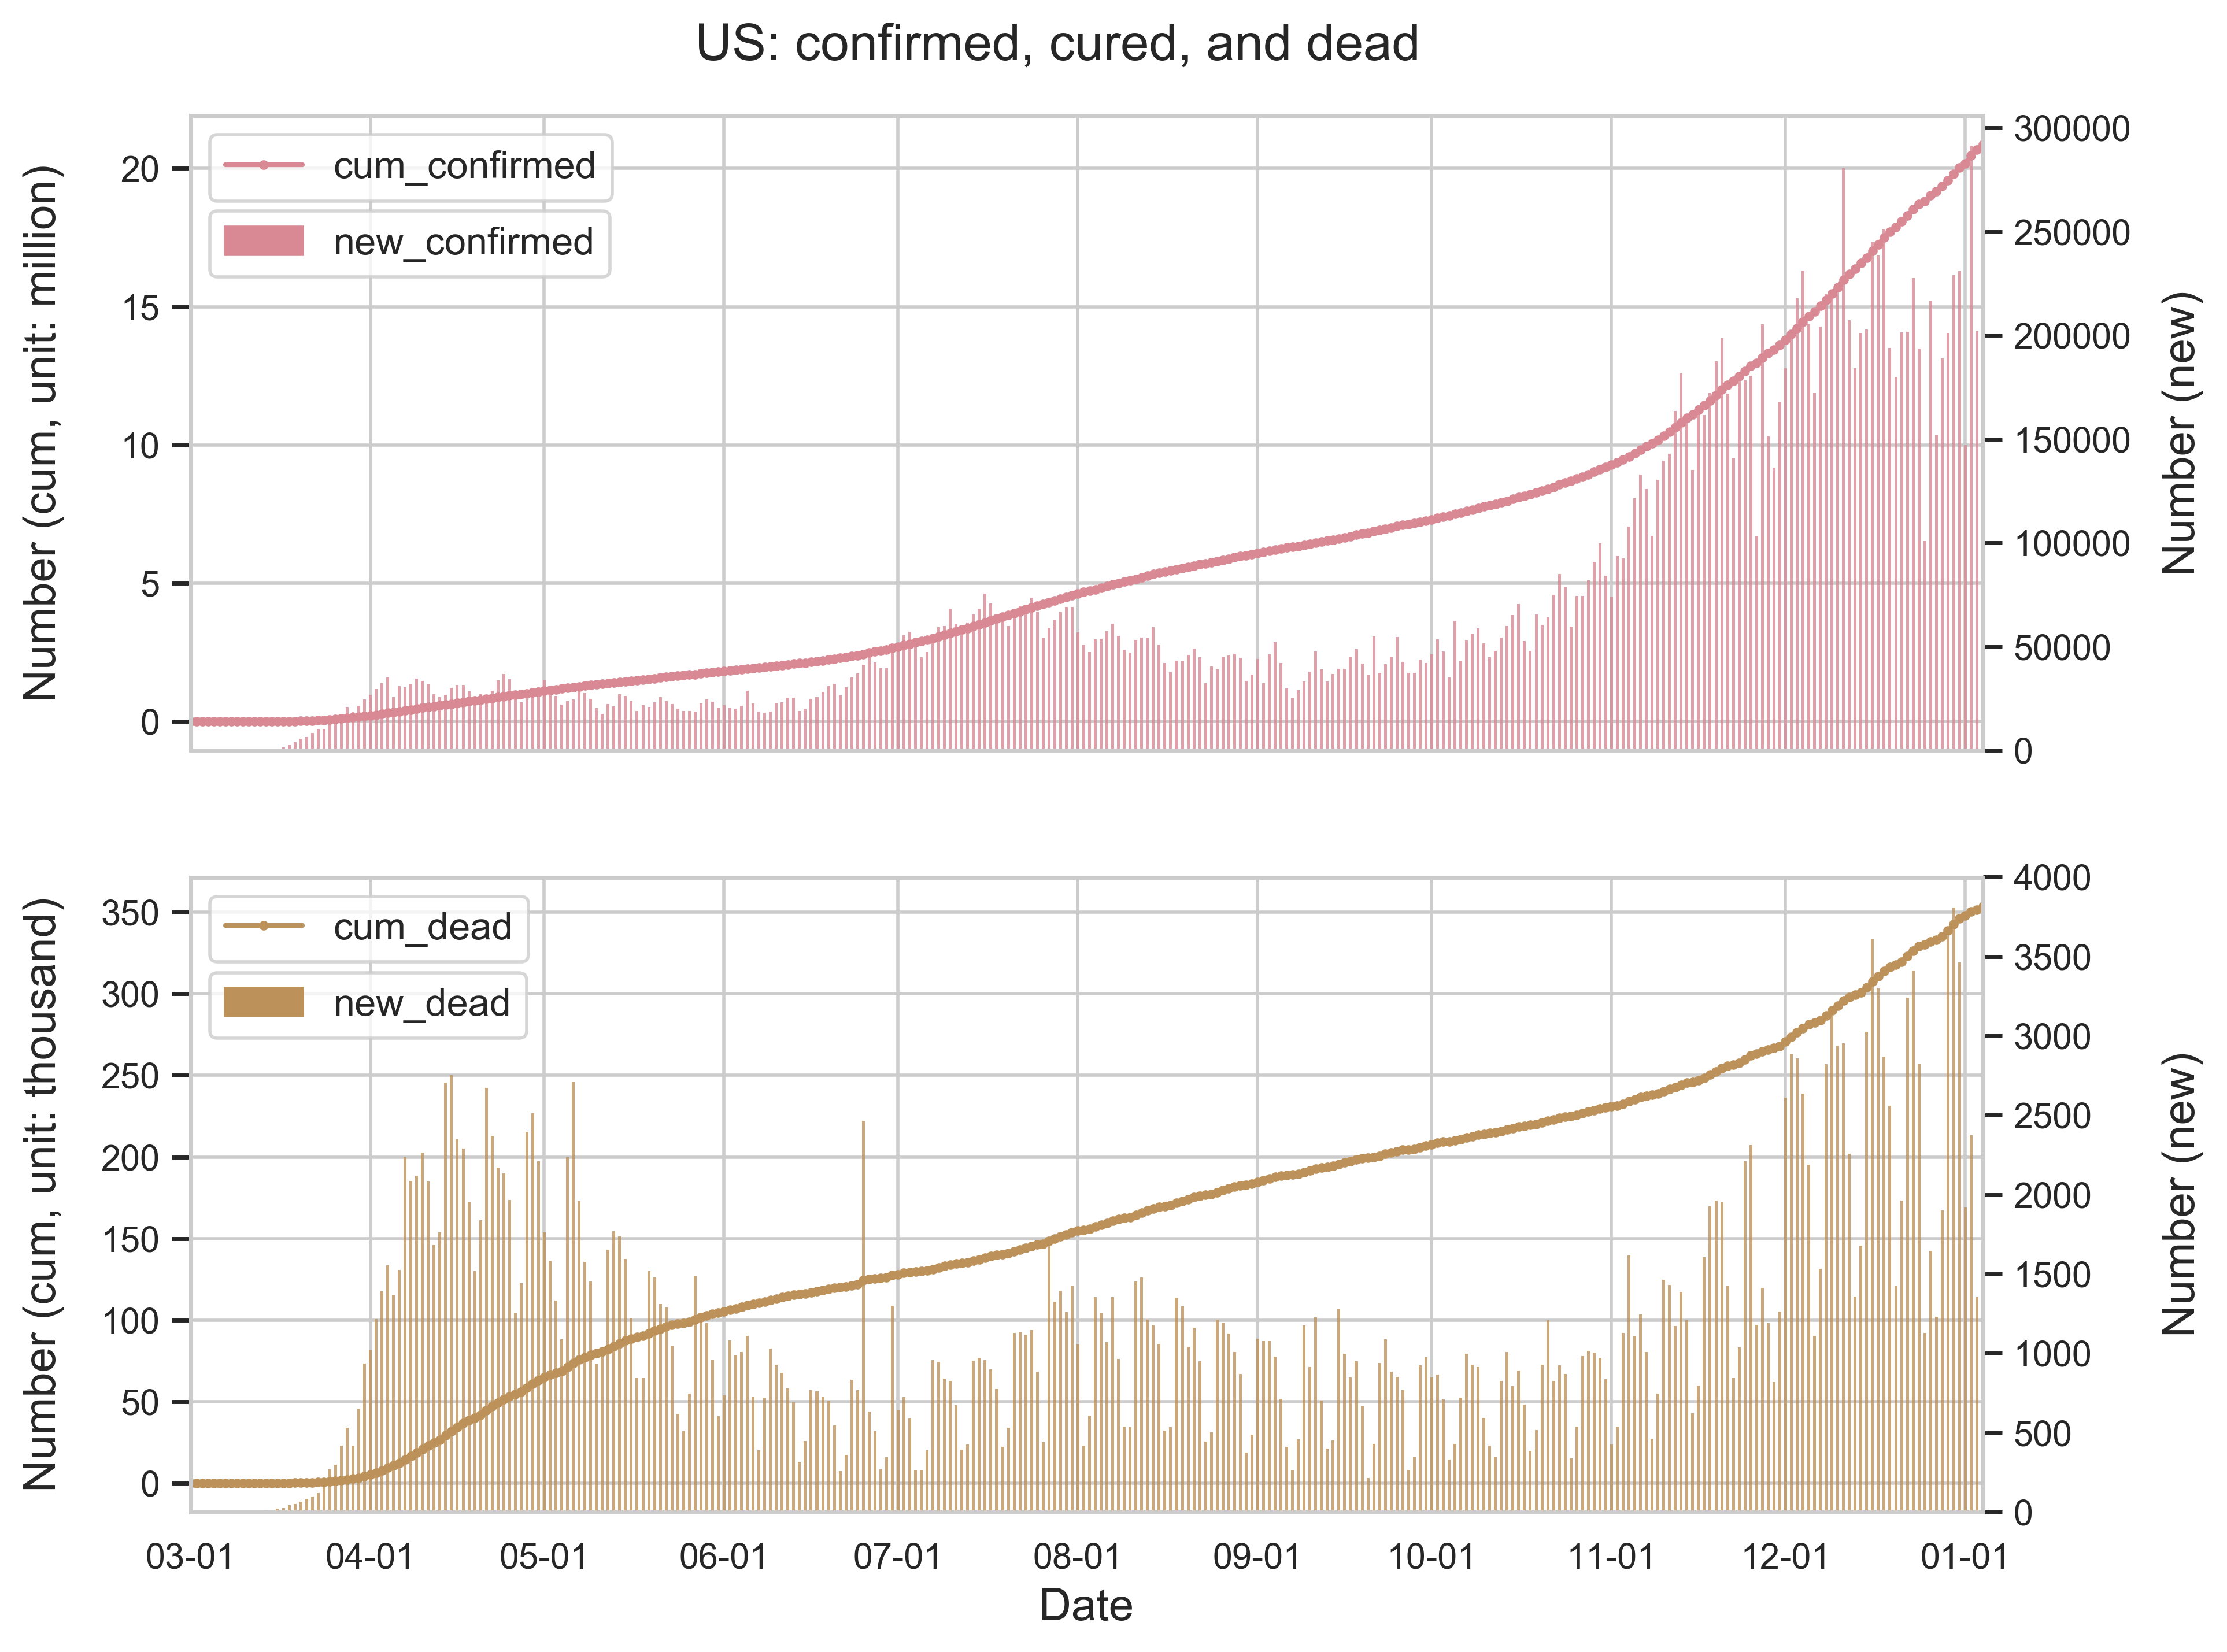 US: confirmed, cured, and dead
Number (cum, unit: million)
20
15
10
5
0
cum_confirmed
new_confirmed
300000
250000
200000
150000
100000
50000
0
Number (new)
Number (cum, unit: thousand)
350
300
250
200
150
100
50
0
cum_dead
new_dead
4000
3500
3000
2500
2000
1500
1000
500
0
Number (new)
03-01 04-01 05-01 06-01 07-01 08-01 09-01 10-01 11-01 12-01 01-01
Date